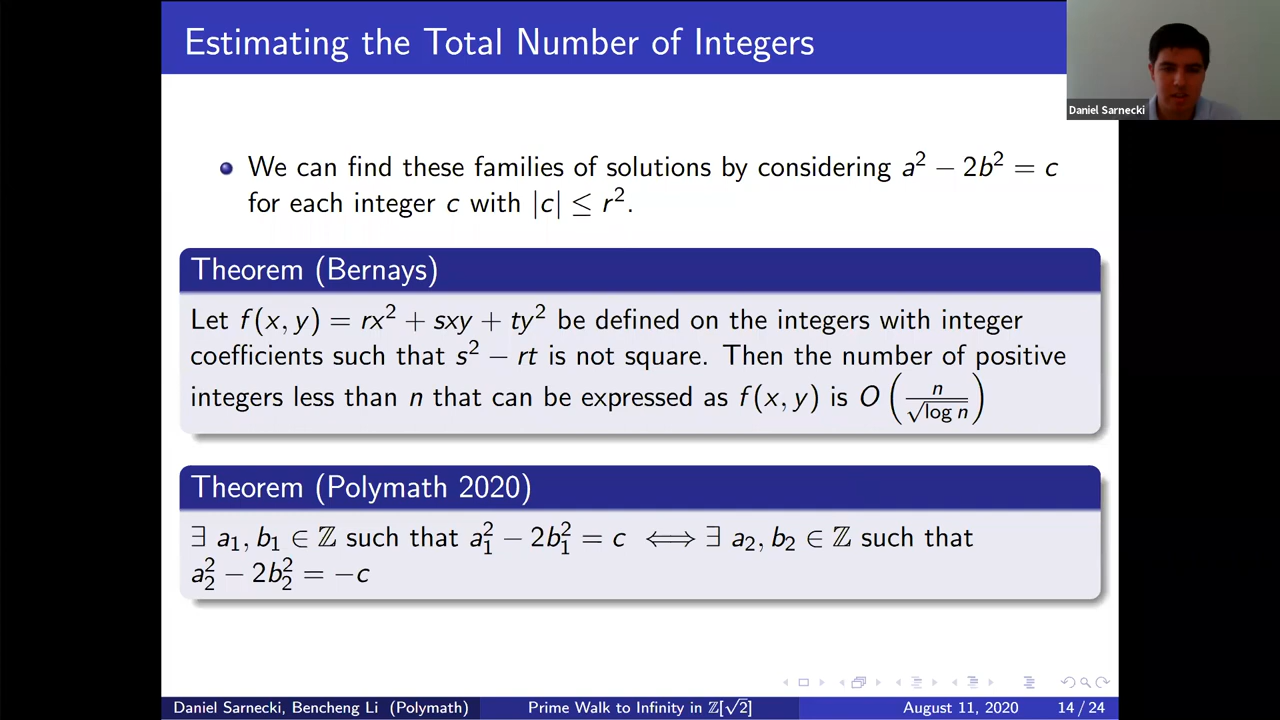 Estimating the Total Number of Integers
Daniel Sarnecki
We can find these families of solutions by considering a² − 2b² = c
for each integer c with |c| ≤ r².
Theorem (Bernays)
Let f(x, y) = rx² + sxy + ty² be defined on the integers with integer
coefficients such that s² − rt is not square. Then the number of positive
integers less than n that can be expressed as f(x, y) is O(n/√log n)
Theorem (Polymath 2020)
∃ a₁, b₁ ∈ ℤ such that a₁² − 2b₁² = c ⟺ ∃ a₂, b₂ ∈ ℤ such that
a₂² − 2b₂² = −c
Daniel Sarnecki, Bencheng Li (Polymath) Prime Walk to Infinity in ℤ[√2] August 11, 2020 14 / 24